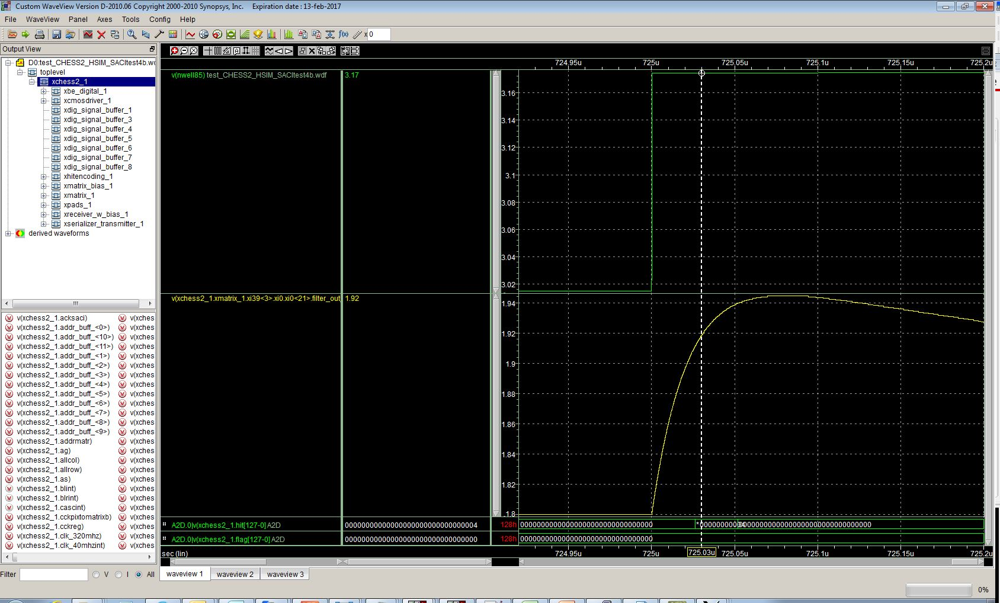 Custom WaveView Version D-2010.06 Copyright 2000-2010 Synopsys, Inc. Expiration date : 13-feb-2017
File WaveView Panel Axes Tools Config Help
x 0
Output View
D0:test_CHESS2_HSIM_SACItest4b.wd
toplevel
xchess2_1
xbe_digital_1
xcmosdriver_1
xdig_signal_buffer_1
xdig_signal_buffer_3
xdig_signal_buffer_4
xdig_signal_buffer_5
xdig_signal_buffer_6
xdig_signal_buffer_7
xdig_signal_buffer_8
xhitencoding_1
xmatrix_bias_1
xmatrix_1
xpads_1
xreceiver_w_bias_1
xserializer_transmitter_1
derived waveforms
v(xchess2_1.acksaci) v(xches
v(xchess2_1.addr_buff_<0>) v(xches
v(xchess2_1.addr_buff_<10>) v(xches
v(xchess2_1.addr_buff_<11>) v(xches
v(xchess2_1.addr_buff_<1>) v(xches
v(xchess2_1.addr_buff_<2>) v(xches
v(xchess2_1.addr_buff_<3>) v(xches
v(xchess2_1.addr_buff_<4>) v(xches
v(xchess2_1.addr_buff_<5>) v(xches
v(xchess2_1.addr_buff_<6>) v(xches
v(xchess2_1.addr_buff_<7>) v(xches
v(xchess2_1.addr_buff_<8>) v(xches
v(xchess2_1.addr_buff_<9>) v(xches
v(xchess2_1.addrmatr) v(xches
v(xchess2_1.ag) v(xches
v(xchess2_1.allcol) v(xches
v(xchess2_1.allrow) v(xches
v(xchess2_1.as) v(xches
v(xchess2_1.blint) v(xches
v(xchess2_1.blrint) v(xches
v(xchess2_1.cascint) v(xches
v(xchess2_1.cckpixtomatrixb) v(xches
v(xchess2_1.cckreg) v(xches
v(xchess2_1.clk_320mhz) v(xches
v(xchess2_1.clk_40mhzint) v(xches
Filter V I All
724.95u 725u 725.05u 725.1u 725.15u 725.2u
v(nwell85) test_CHESS2_HSIM_SACItest4b.wdf 3.17
3.16
3.14
3.12
3.1
3.08
3.06
3.04
3.02
v(xchess2_1.xmatrix_1.xi39<3>.xi0.xi0<21>.filter_out 1.92
1.94
1.92
1.9
1.88
1.86
1.84
1.82
1.8
A2D.0|v(xchess2_1.hit[127-0] A2D 00000000000000000000000000000004 128h 00000000000000000000000000000000
A2D.0|v(xchess2_1.flag[127-0] A2D 00000000000000000000000000000000 128h 00000000000000000000000000000000
sec (lin) 724.95u 725u 725.03u 725.05u 725.1u 725.15u 725.2u
waveview 1 waveview 2 waveview 3
0%